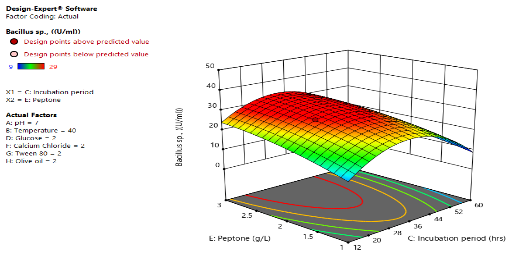 Design-Expert® Software
Factor Coding: Actual
Bacillus sp., ((U/ml))
Design points above predicted value
Design points below predicted value
9 29
X1 = C: Incubation period
X2 = E: Peptone
Actual Factors
A: pH = 7
B: Temperature = 40
D: Glucose = 2
F: Calcium Chloride = 2
G: Tween 80 = 2
H: Olive oil = 2
50
40
30
20
10
0
Bacillus sp., ((U/ml))
3
2.5
2
1.5
1
E: Peptone (g/L)
12
20
28
36
44
52
60
C: Incubation period (hrs)